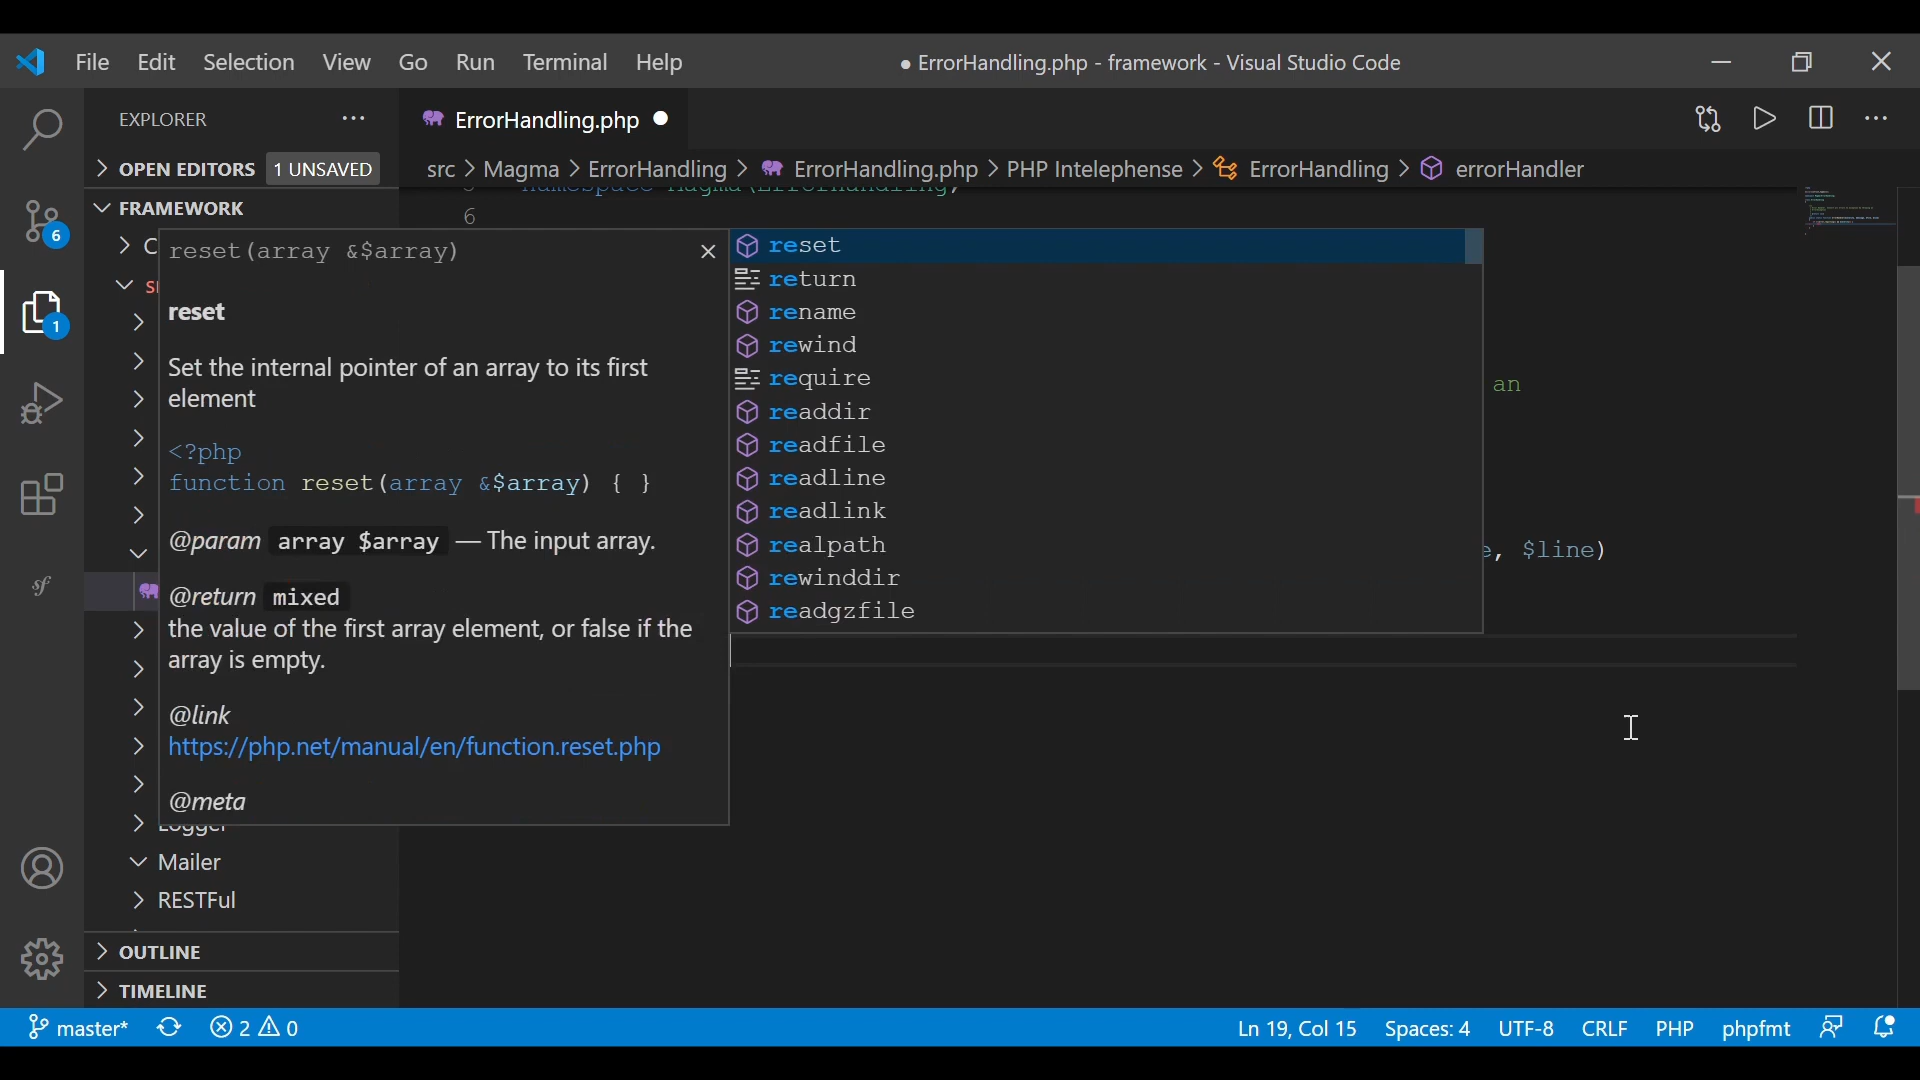 File Edit Selection View Go Run Terminal Help
● ErrorHandling.php - framework - Visual Studio Code
EXPLORER ···
ErrorHandling.php ●
OPEN EDITORS 1 UNSAVED
src > Magma > ErrorHandling > ErrorHandling.php > PHP Intelephense > ErrorHandling > errorHandler
FRAMEWORK
namespace Magma\ErrorHandling;
6
6
C
reset(array &$array)
reset
Set the internal pointer of an array to its first
element
<?php
function reset(array &$array) { }
@param array $array — The input array.
@return mixed
the value of the first array element, or false if the
array is empty.
@link
https://php.net/manual/en/function.reset.php
@meta
reset
return
rename
rewind
require
readdir
readfile
readline
readlink
realpath
rewinddir
readgzfile
an
, $line)
1
Logger
Mailer
RESTFul
OUTLINE
TIMELINE
master* 2 0
Ln 19, Col 15 Spaces: 4 UTF-8 CRLF PHP phpfmt